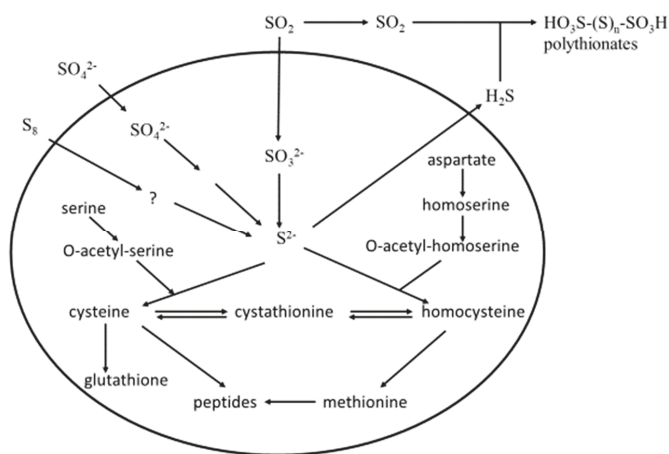 SO₂ SO₂ HO₃S-(S)ₙ-SO₃H
polythionates
SO₄²⁻
H₂S
S₈
SO₄²⁻
SO₃²⁻
aspartate
?
serine
homoserine
S²⁻
O-acetyl-serine
O-acetyl-homoserine
cysteine cystathionine homocysteine
glutathione
peptides methionine